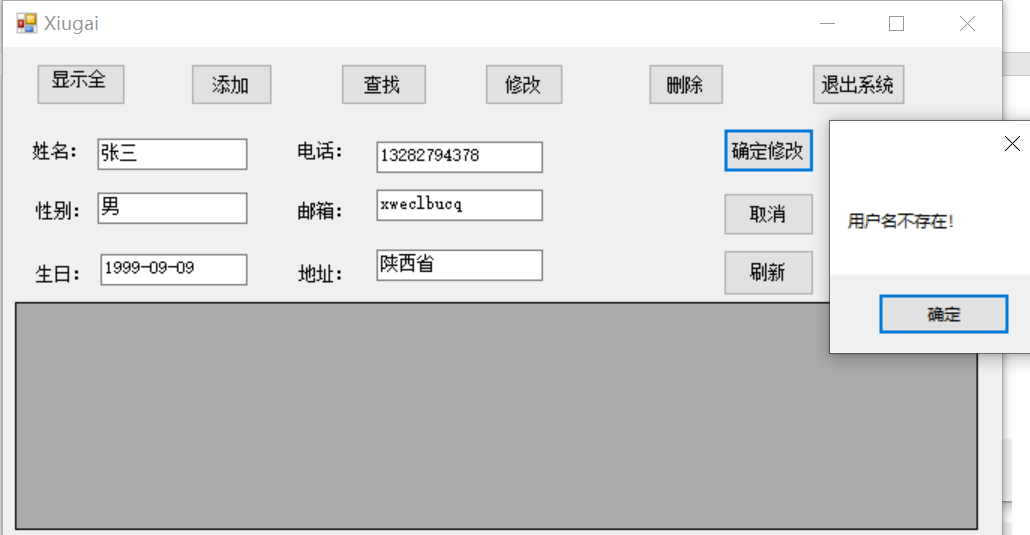 Xiugai
显示全
添加
查找
修改
删除
退出系统
姓名：
张三
电话：
13282794378
确定修改
性别：
男
邮箱：
xweclbucq
取消
用户名不存在!
生日：
1999-09-09
地址：
陕西省
刷新
确定